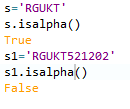 s='RGUKT'
s.isalpha()
True
s1='RGUKT521202'
s1.isalpha()
False